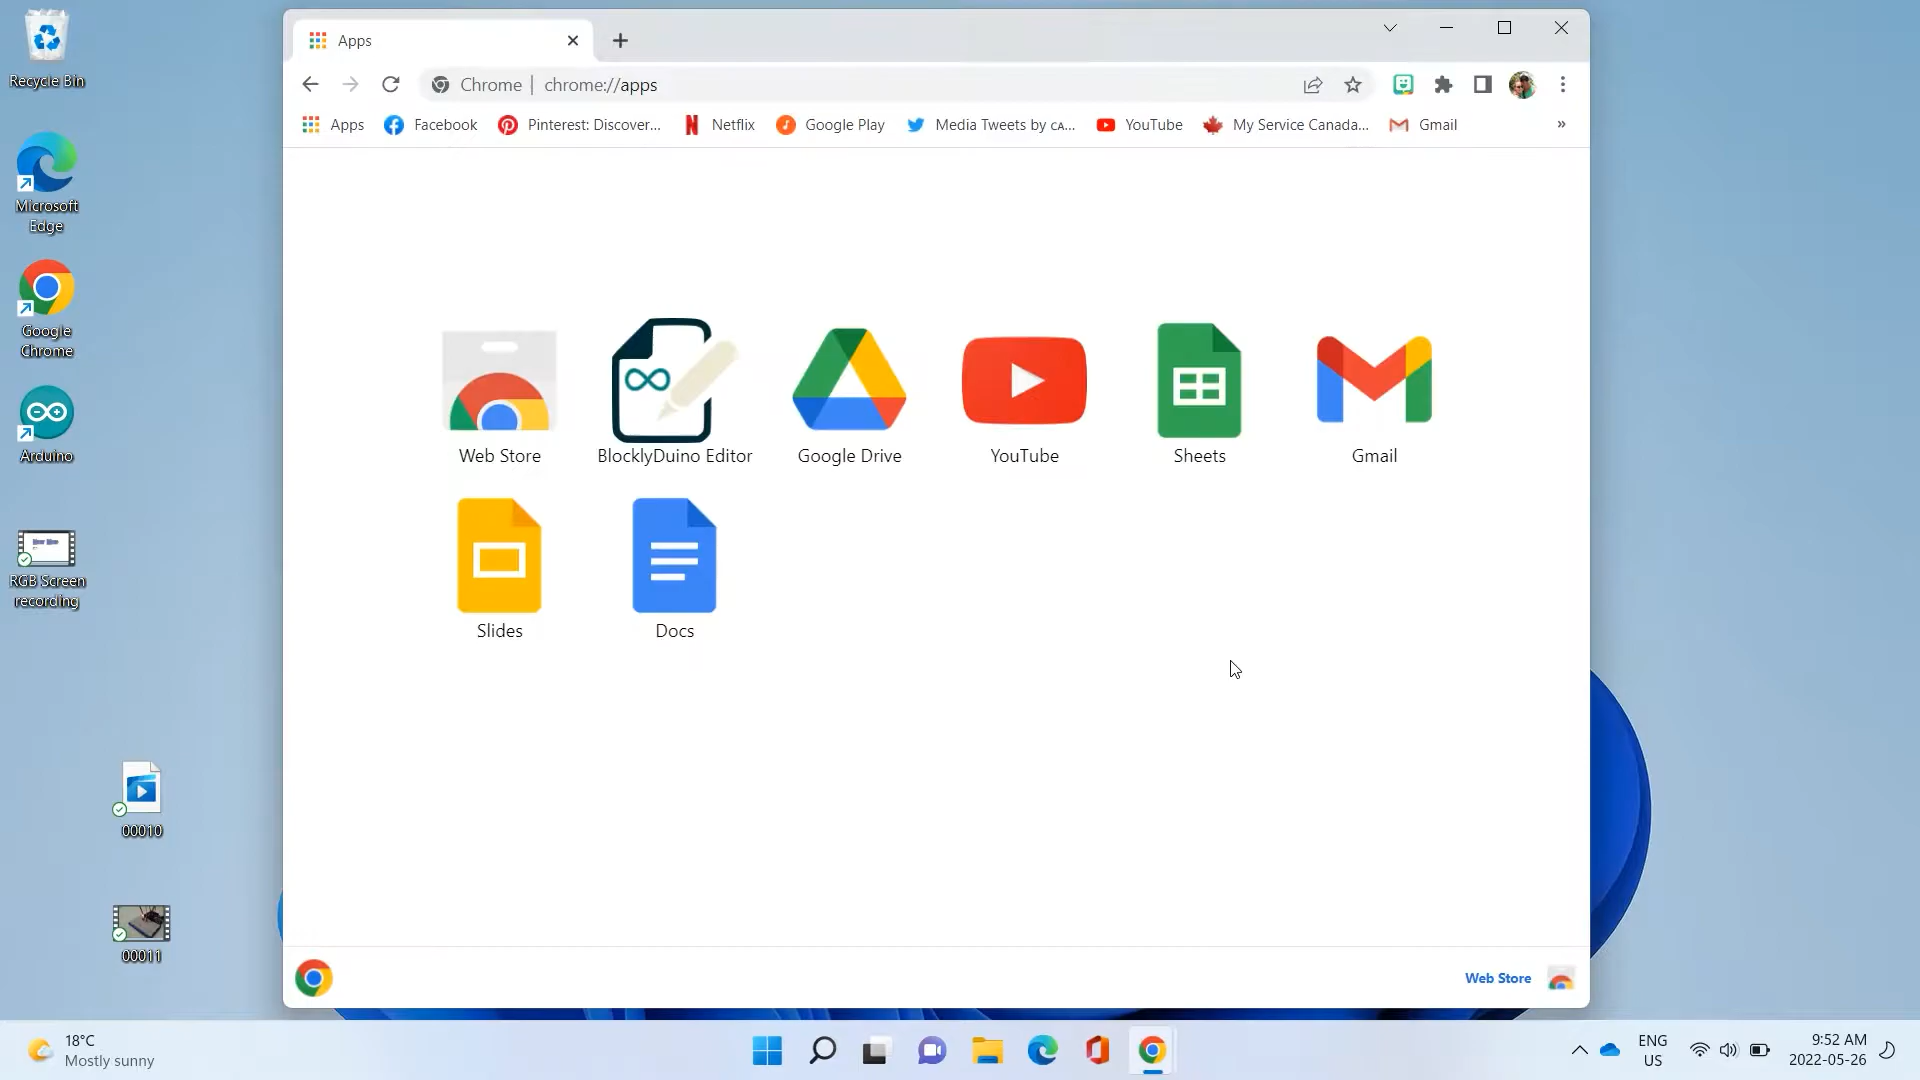 Recycle Bin
Microsoft
Edge
Google
Chrome
Arduino
RGB Screen
recording
00010
00011
Apps
Chrome | chrome://apps
Apps
Facebook
Pinterest: Discover...
Netflix
Google Play
Media Tweets by CA...
YouTube
My Service Canada...
Gmail
»
Web Store
BlocklyDuino Editor
Google Drive
YouTube
Sheets
Gmail
Slides
Docs
Web Store
18°C
Mostly sunny
ENG
US
9:52 AM
2022-05-26